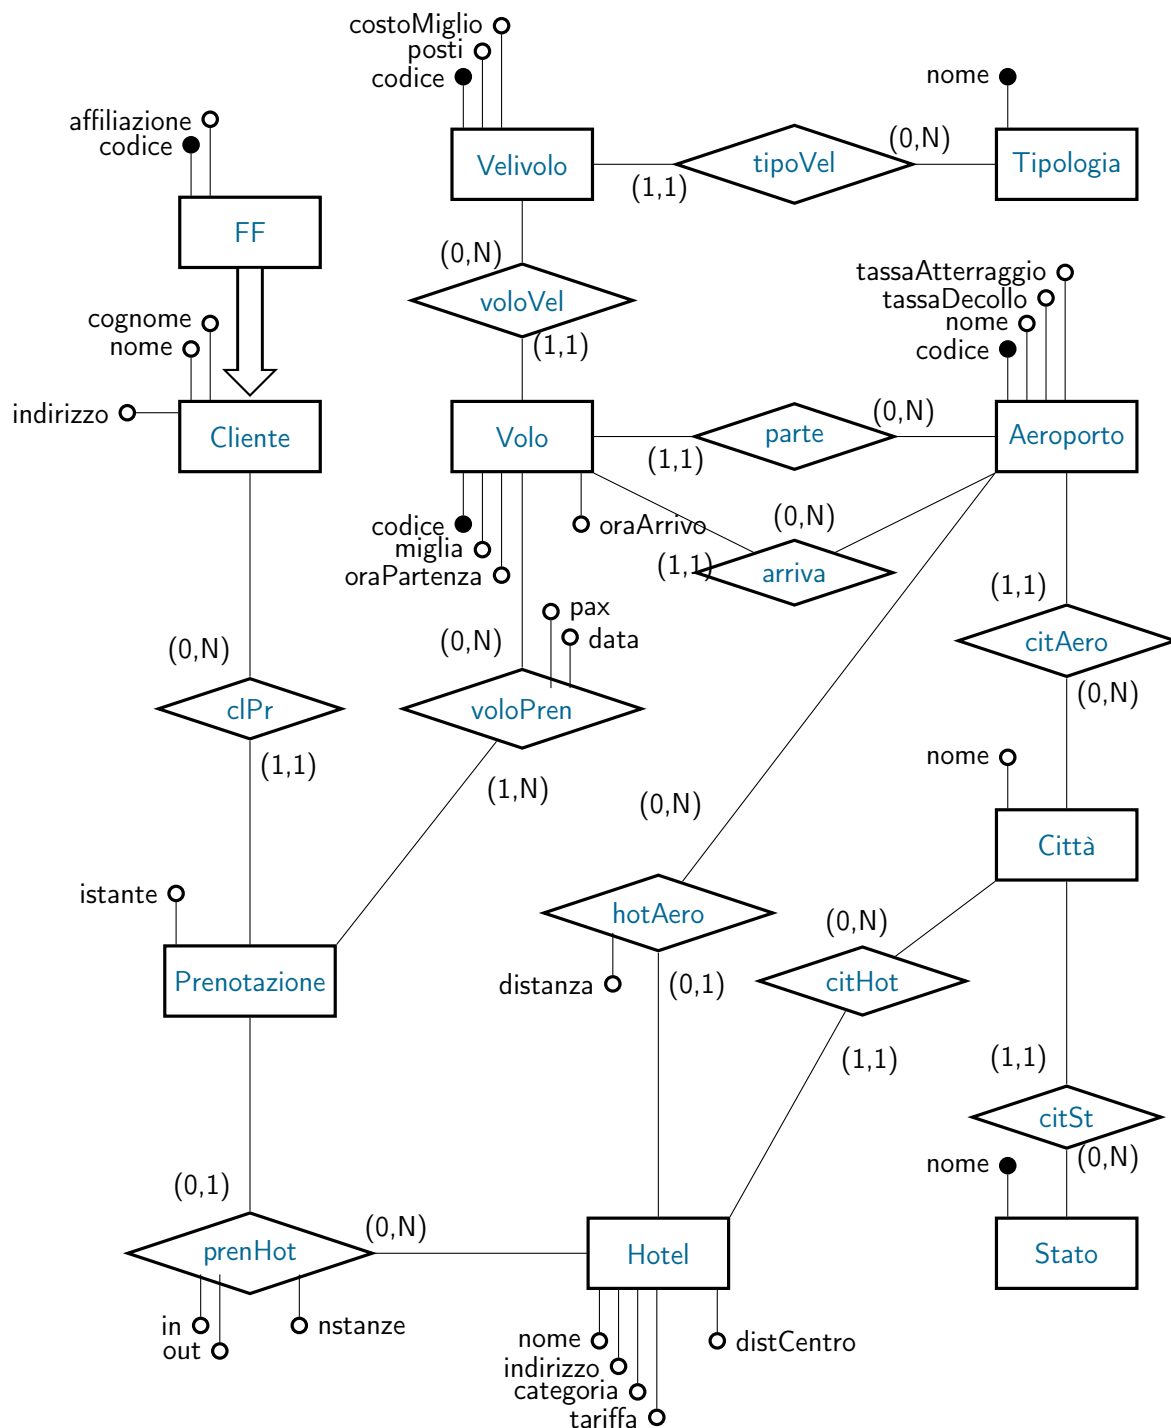 costoMiglio
posti
codice
nome
affiliazione
codice
(0,N)
Velivolo
tipoVel
Tipologia
(1,1)
FF
(0,N)
tassaAtterraggio
tassaDecollo
voloVel
cognome
nome
nome
(1,1)
codice
indirizzo
(0,N)
Cliente
Volo
parte
Aeroporto
(1,1)
(0,N)
codice
oraArrivo
miglia
(1,1)
oraPartenza
arriva
(1,1)
pax
data
(0,N)
(0,N)
citAero
(0,N)
clPr
voloPren
(1,1)
(1,N)
nome
(0,N)
Città
istante
hotAero
(0,N)
Prenotazione
distanza
(0,1)
citHot
(1,1)
(1,1)
citSt
(0,N)
nome
(0,1)
(0,N)
prenHot
Hotel
Stato
in
nstanze
out
nome
distCentro
indirizzo
categoria
tariffa